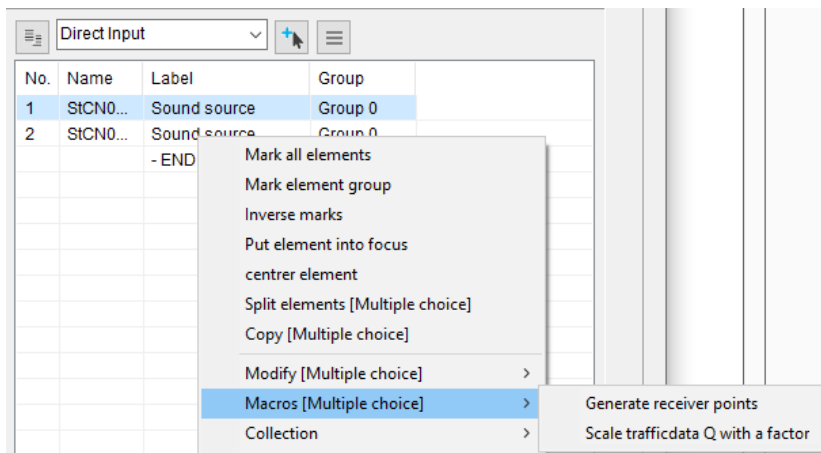 Direct Input
No. Name Label Group
1 StCN0... Sound source Group 0
2 StCN0... Sound source Group 0
- END
Mark all elements
Mark element group
Inverse marks
Put element into focus
centrer element
Split elements [Multiple choice]
Copy [Multiple choice]
Modify [Multiple choice]
Macros [Multiple choice]
Generate receiver points
Collection
Scale trafficdata Q with a factor